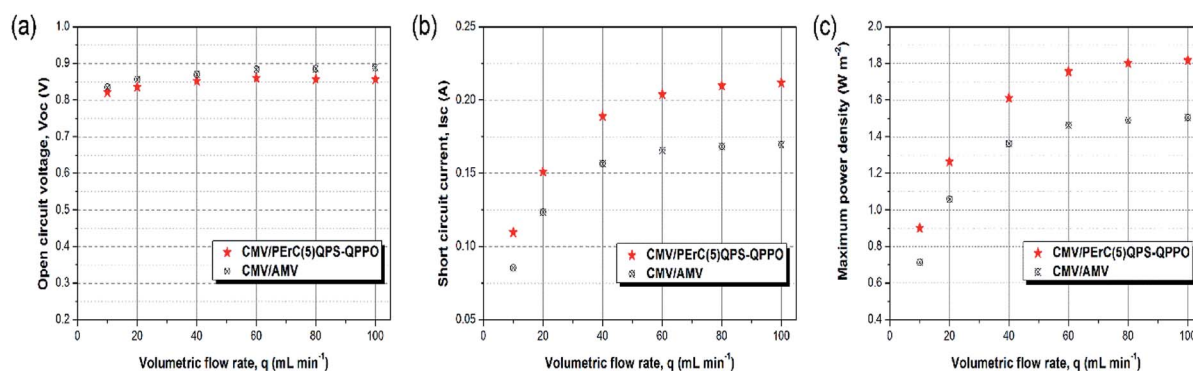 (a)
1.0
0.9
0.8
0.7
0.6
0.5
0.4
0.3
0.2
Open circuit voltage, Voc (V)
CMV/PErC(5)QPS-QPPO
CMV/AMV
0 20 40 60 80 100
Volumetric flow rate, q (mL min⁻¹)
(b)
0.25
0.20
0.15
0.10
0.05
Short circuit current, Isc (A)
CMV/PErC(5)QPS-QPPO
CMV/AMV
0 20 40 60 80 100
Volumetric flow rate, q (mL min⁻¹)
(c)
2.0
1.8
1.6
1.4
1.2
1.0
0.8
0.6
0.4
Maximum power density (W m⁻²)
CMV/PErC(5)QPS-QPPO
CMV/AMV
0 20 40 60 80 100
Volumetric flow rate, q (mL min⁻¹)